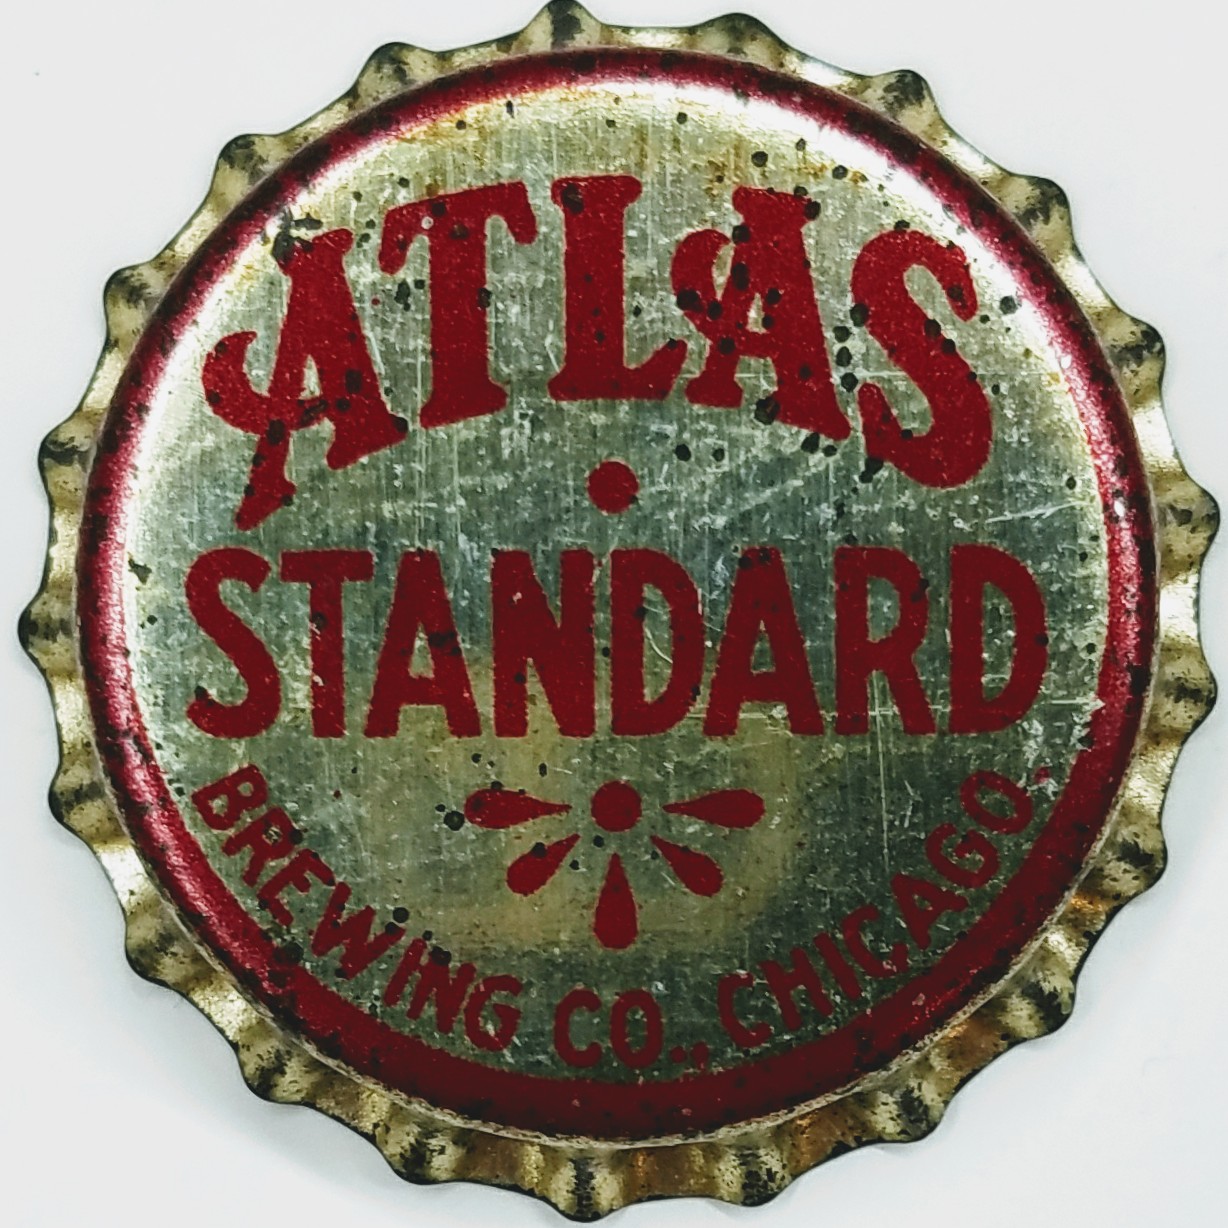 ATLAS
STANDARD
BREWING CO., CHICAGO.